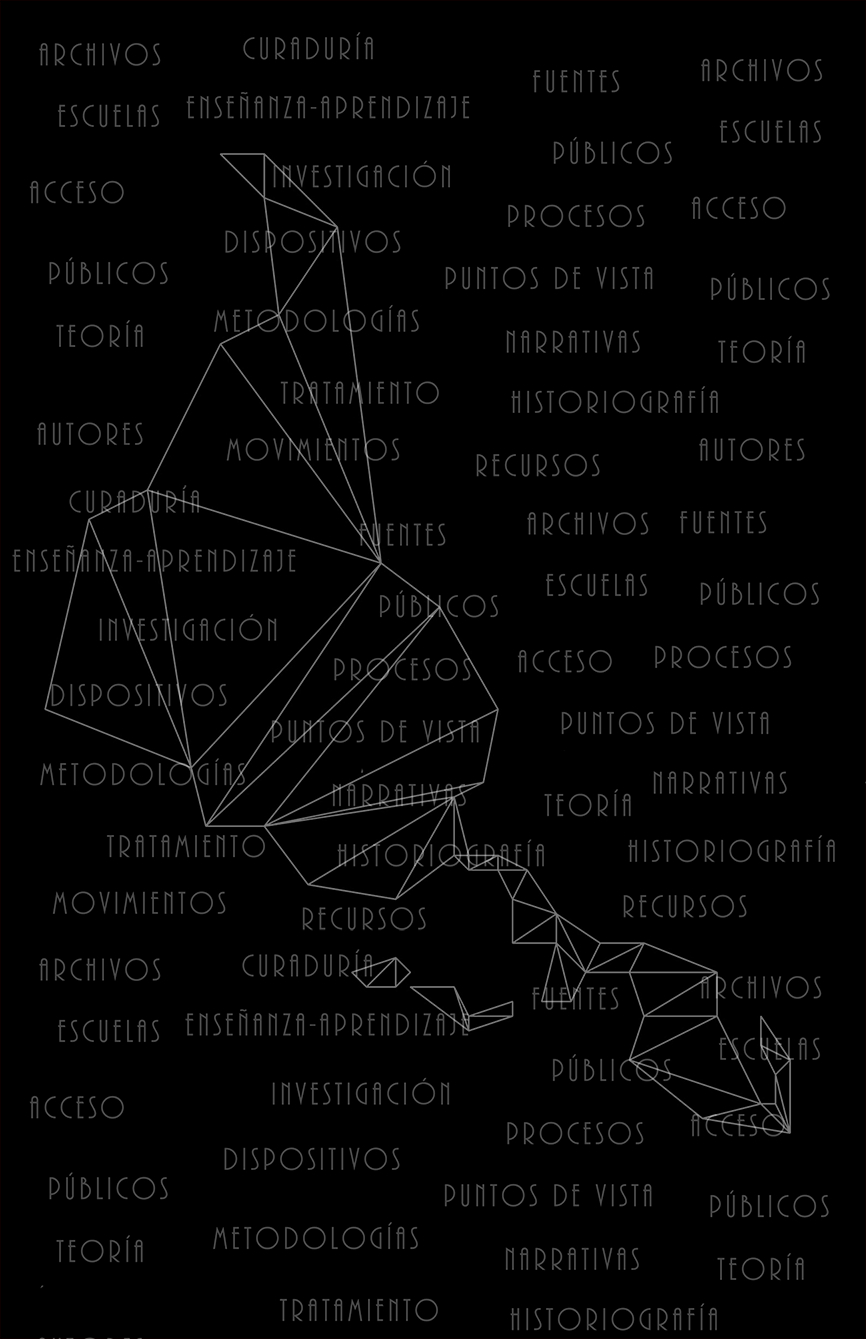 ARCHIVOS
CURADURÍA
FUENTES
ARCHIVOS
ESCUELAS
ENSEÑANZA-APRENDIZAJE
ESCUELAS
PÚBLICOS
INVESTIGACIÓN
ACCESO
PROCESOS
ACCESO
DISPOSITIVOS
PÚBLICOS
PUNTOS DE VISTA
PÚBLICOS
METODOLOGÍAS
TEORÍA
NARRATIVAS
TEORÍA
TRATAMIENTO
HISTORIOGRAFÍA
AUTORES
MOVIMIENTOS
RECURSOS
AUTORES
CURADURÍA
FUENTES
ARCHIVOS
FUENTES
ENSEÑANZA-APRENDIZAJE
ESCUELAS
PÚBLICOS
PÚBLICOS
INVESTIGACIÓN
PROCESOS
ACCESO
PROCESOS
DISPOSITIVOS
PUNTOS DE VISTA
PUNTOS DE VISTA
METODOLOGÍAS
NARRATIVAS
NARRATIVAS
TEORÍA
TRATAMIENTO
HISTORIOGRAFÍA
HISTORIOGRAFÍA
MOVIMIENTOS
RECURSOS
RECURSOS
ARCHIVOS
CURADURÍA
FUENTES
ARCHIVOS
ESCUELAS
ENSEÑANZA-APRENDIZAJE
ESCUELAS
PÚBLICOS
INVESTIGACIÓN
ACCESO
PROCESOS
ACCESO
DISPOSITIVOS
PÚBLICOS
PUNTOS DE VISTA
PÚBLICOS
METODOLOGÍAS
TEORÍA
NARRATIVAS
TEORÍA
TRATAMIENTO
HISTORIOGRAFÍA